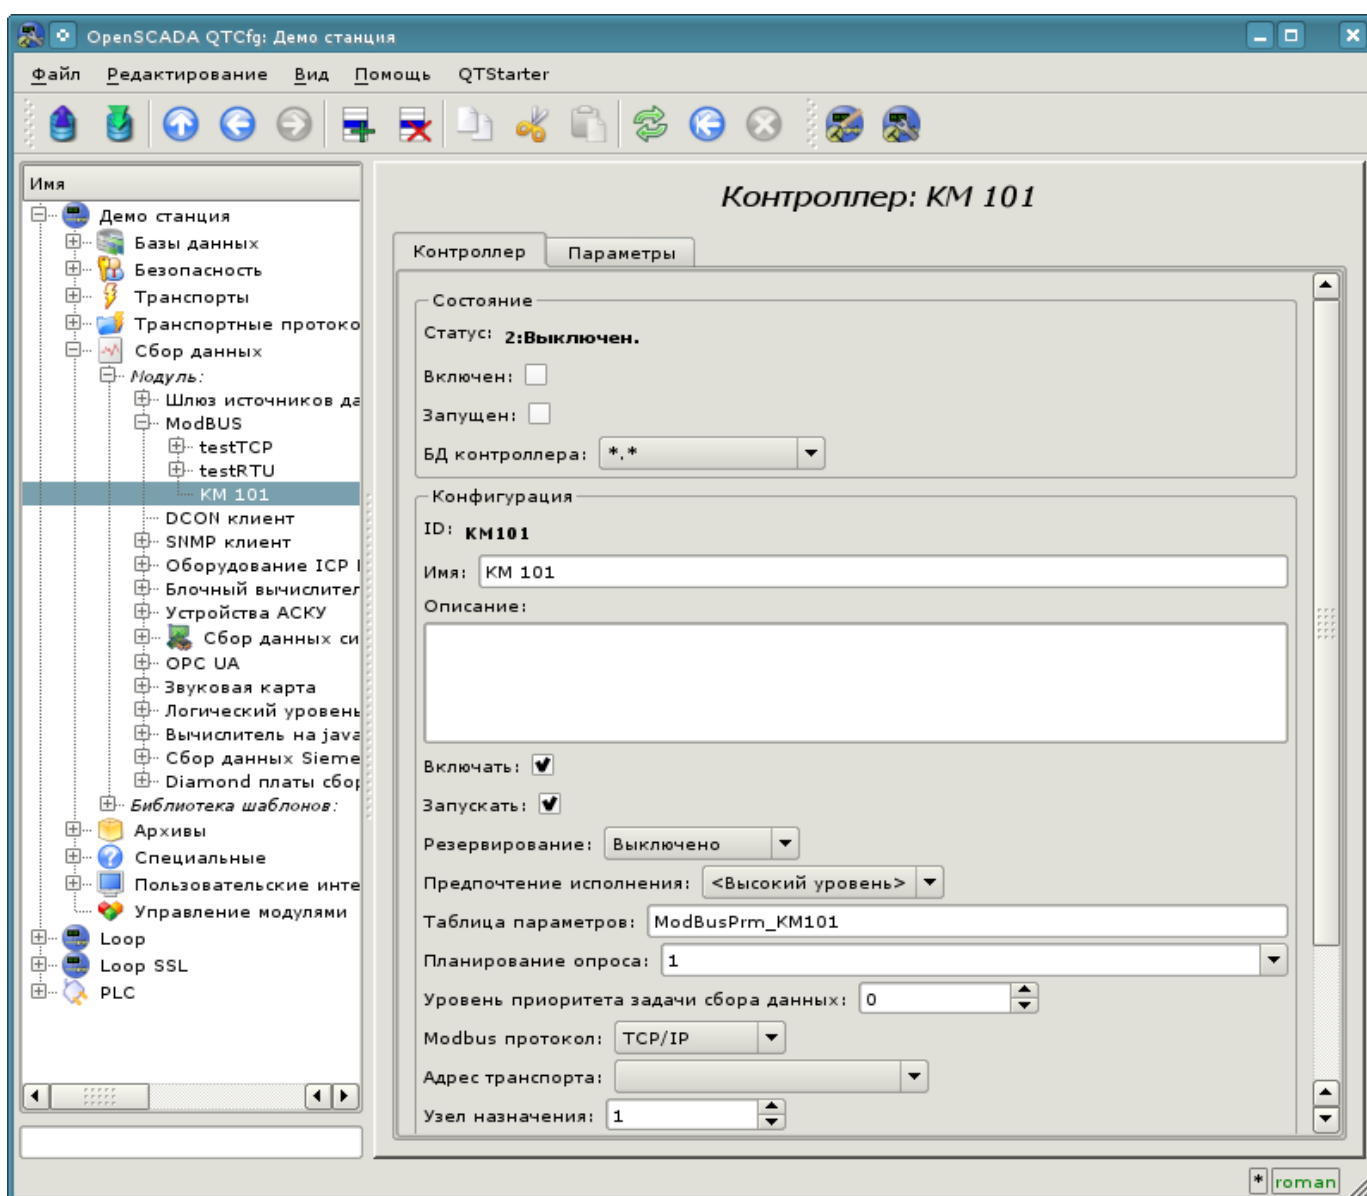 OpenSCADA QTCfg: Демо станция
Файл Редактирование Вид Помощь QTStarter
Имя
Демо станция
Базы данных
Безопасность
Транспорты
Транспортные протоко
Сбор данных
Модуль:
Шлюз источников да
ModBUS
testTCP
testRTU
KM 101
DCON клиент
SNMP клиент
Оборудование ICP I
Блочный вычислител
Устройства АСКУ
Сбор данных си
OPC UA
Звуковая карта
Логический уровень
Вычислитель на java
Сбор данных Sieme
Diamond платы сбор
Библиотека шаблонов:
Архивы
Специальные
Пользовательские инте
Управление модулями
Loop
Loop SSL
PLC
Контроллер: KM 101
Контроллер Параметры
Состояние
Статус: 2:Выключен.
Включен:
Запущен:
БД контроллера: *.*
Конфигурация
ID: KM101
Имя: KM 101
Описание:
Включать:
Запускать:
Резервирование: Выключено
Предпочтение исполнения: <Высокий уровень>
Таблица параметров: ModBusPrm_KM101
Планирование опроса: 1
Уровень приоритета задачи сбора данных: 0
Modbus протокол: TCP/IP
Адрес транспорта:
Узел назначения: 1
* roman